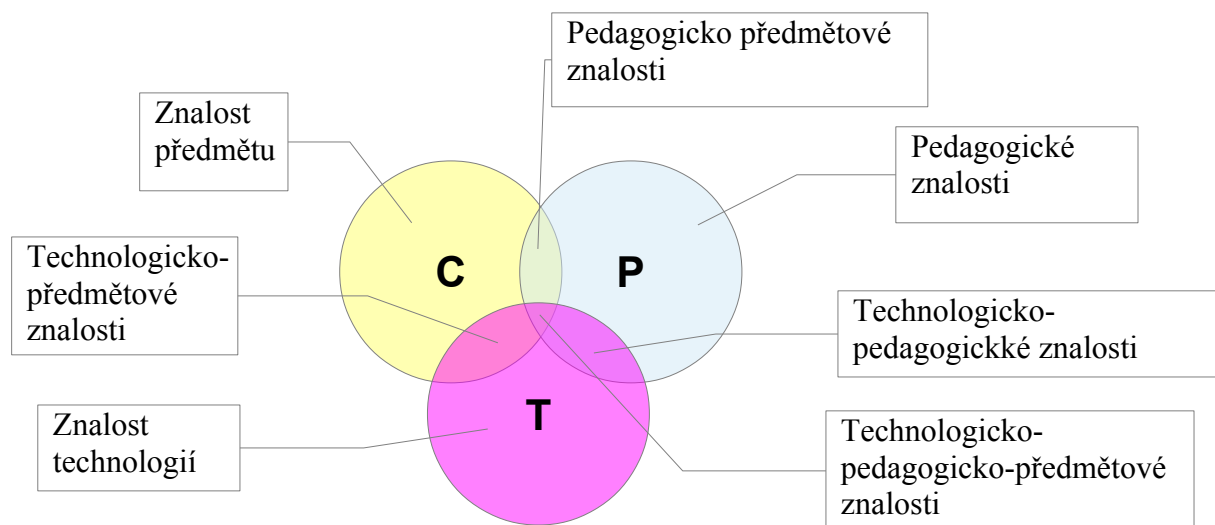 Pedagogicko předmětové
znalosti
Znalost
předmětu
Pedagogické
znalosti
C
P
Technologicko-
předmětové
znalosti
Technologicko-
pedagogickké znalosti
T
Znalost
technologií
Technologicko-
pedagogicko-předmětové
znalosti